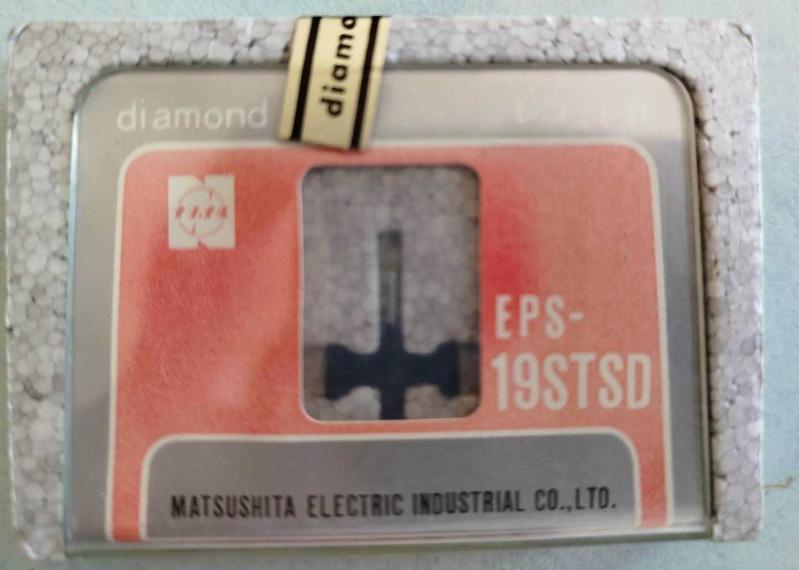 diamo
diamond
EPS-
19STSD
MATSUSHITA ELECTRIC INDUSTRIAL CO.,LTD.